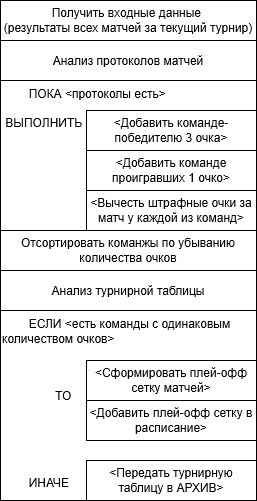 Получить входные данные
(результаты всех матчей за текущий турнир)
Анализ протоколов матчей
ПОКА <протоколы есть>
ВЫПОЛНИТЬ
<Добавить команде-
победителю 3 очка>
<Добавить команде
проигравших 1 очко>
<Вычесть штрафные очки за
матч у каждой из команд>
Отсортировать команжы по убыванию
количества очков
Анализ турнирной таблицы
ЕСЛИ <есть команды с одинаковым
количеством очков>
ТО
<Сформировать плей-офф
сетку матчей>
<Добавить плей-офф сетку в
расписание>
ИНАЧЕ
<Передать турнирную
таблицу в АРХИВ>